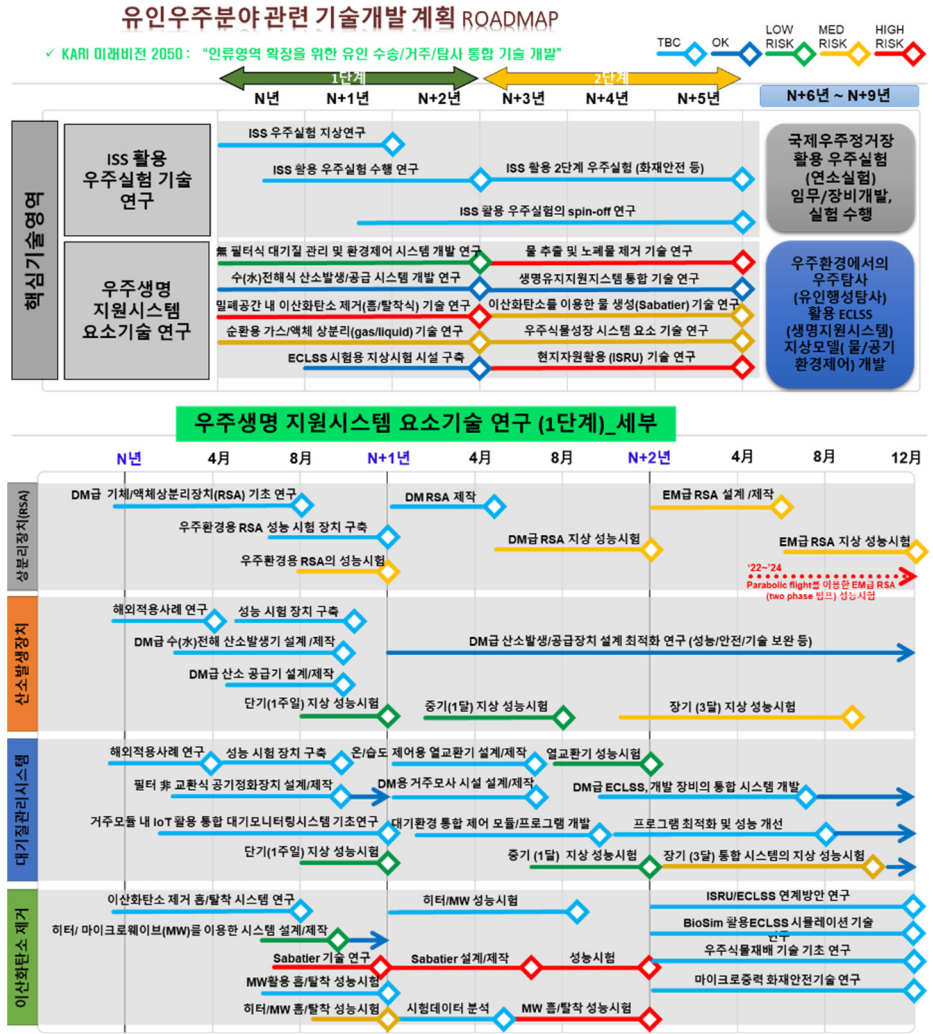 유인우주분야 관련 기술개발 계획 ROADMAP
✓ KARI 미래비전 2050 : “인류영역 확장을 위한 유인 수송/거주/탐사 통합 기술 개발”
TBC
OK
LOW RISK
MED RISK
HIGH RISK
1단계
2단계
N년
N+1년
N+2년
N+3년
N+4년
N+5년
N+6년 ~ N+9년
핵심기술영역
ISS 활용
우주실험 기술
연구
ISS 우주실험 지상연구
ISS 활용 우주실험 수행 연구
ISS 활용 2단계 우주실험 (화재안전 등)
ISS 활용 우주실험의 spin-off 연구
국제우주정거장
활용 우주실험
(연소실험)
임무/장비개발,
실험 수행
우주생명
지원시스템
요소기술 연구
無 필터식 대기질 관리 및 환경제어 시스템 개발 연구
물 추출 및 노폐물 제거 기술 연구
수(水)전해식 산소발생/공급 시스템 개발 연구
생명유지지원지스템 통합 기술 연구
밀폐공간 내 이산화탄소 제거(흡/탈착식) 기술 연구
이산화탄소를 이용한 물 생성(Sabatier) 기술 연구
순환용 가스/액체 상분리(gas/liquid) 기술 연구
우주식물성장 시스템 요소 기술 연구
ECLSS 시험용 지상시험 시설 구축
현지자원활용 (ISRU) 기술 연구
우주환경에서의
우주탐사
(유인행성탐사)
활용 ECLSS
(생명지원시스템)
지상모델( 물/공기
환경제어) 개발
우주생명 지원시스템 요소기술 연구 (1단계)_세부
N년
4月
8月
N+1년
4月
8月
N+2년
4月
8月
12月
상분리장치(RSA)
DM급 기체/액체상분리장치(RSA) 기초 연구
DM RSA 제작
EM급 RSA 설계 /제작
우주환경용 RSA 성능 시험 장치 구축
DM급 RSA 지상 성능시험
EM급 RSA 지상 성능시험
우주환경용 RSA의 성능시험
‘22~’24
Parabolic flight를 이용한 EM급 RSA
(two phase 펌프) 성능시험
산소발생장치
해외적용사례 연구
성능 시험 장치 구축
DM급 수(水)전해 산소발생기 설계 /제작
DM급 산소발생/공급장치 설계 최적화 연구 (성능/안전/기술 보완 등)
DM급 산소 공급기 설계/제작
단기(1주일) 지상 성능시험
중기(1달) 지상 성능시험
장기 (3달) 지상 성능시험
대기질관리시스템
해외적용사례 연구
성능 시험 장치 구축
온/습도 제어용 열교환기 설계/제작
열교환기 성능시험
필터 非 교환식 공기정화장치 설계/제작
DM용 거주모사 시설 설계/제작
DM급 ECLSS, 개발 장비의 통합 시스템 개발
거주모듈 내 IoT 활용 통합 대기모니터링시스템 기초연구
대기환경 통합 제어 모듈/프로그램 개발
프로그램 최적화 및 성능 개선
단기(1주일) 지상 성능시험
중기 (1달) 지상 성능시험
장기 (3달) 통합 시스템의 지상 성능시험
이산화탄소 제거
이산화탄소 제거 흡/탈착 시스템 연구
히터/MW 성능시험
ISRU/ECLSS 연계방안 연구
히터/ 마이크로웨이브(MW)를 이용한 시스템 설계/제작
BioSim 활용ECLSS 시뮬레이션 기술
연구
Sabatier 기술 연구
Sabatier 설계/제작
성능시험
우주식물재배 기술 기초 연구
MW활용 흡/탈착 성능시험
마이크로중력 화재안전기술 연구
히터/MW 흡/탈착 성능시험
시험데이터 분석
MW 흡/탈착 성능시험